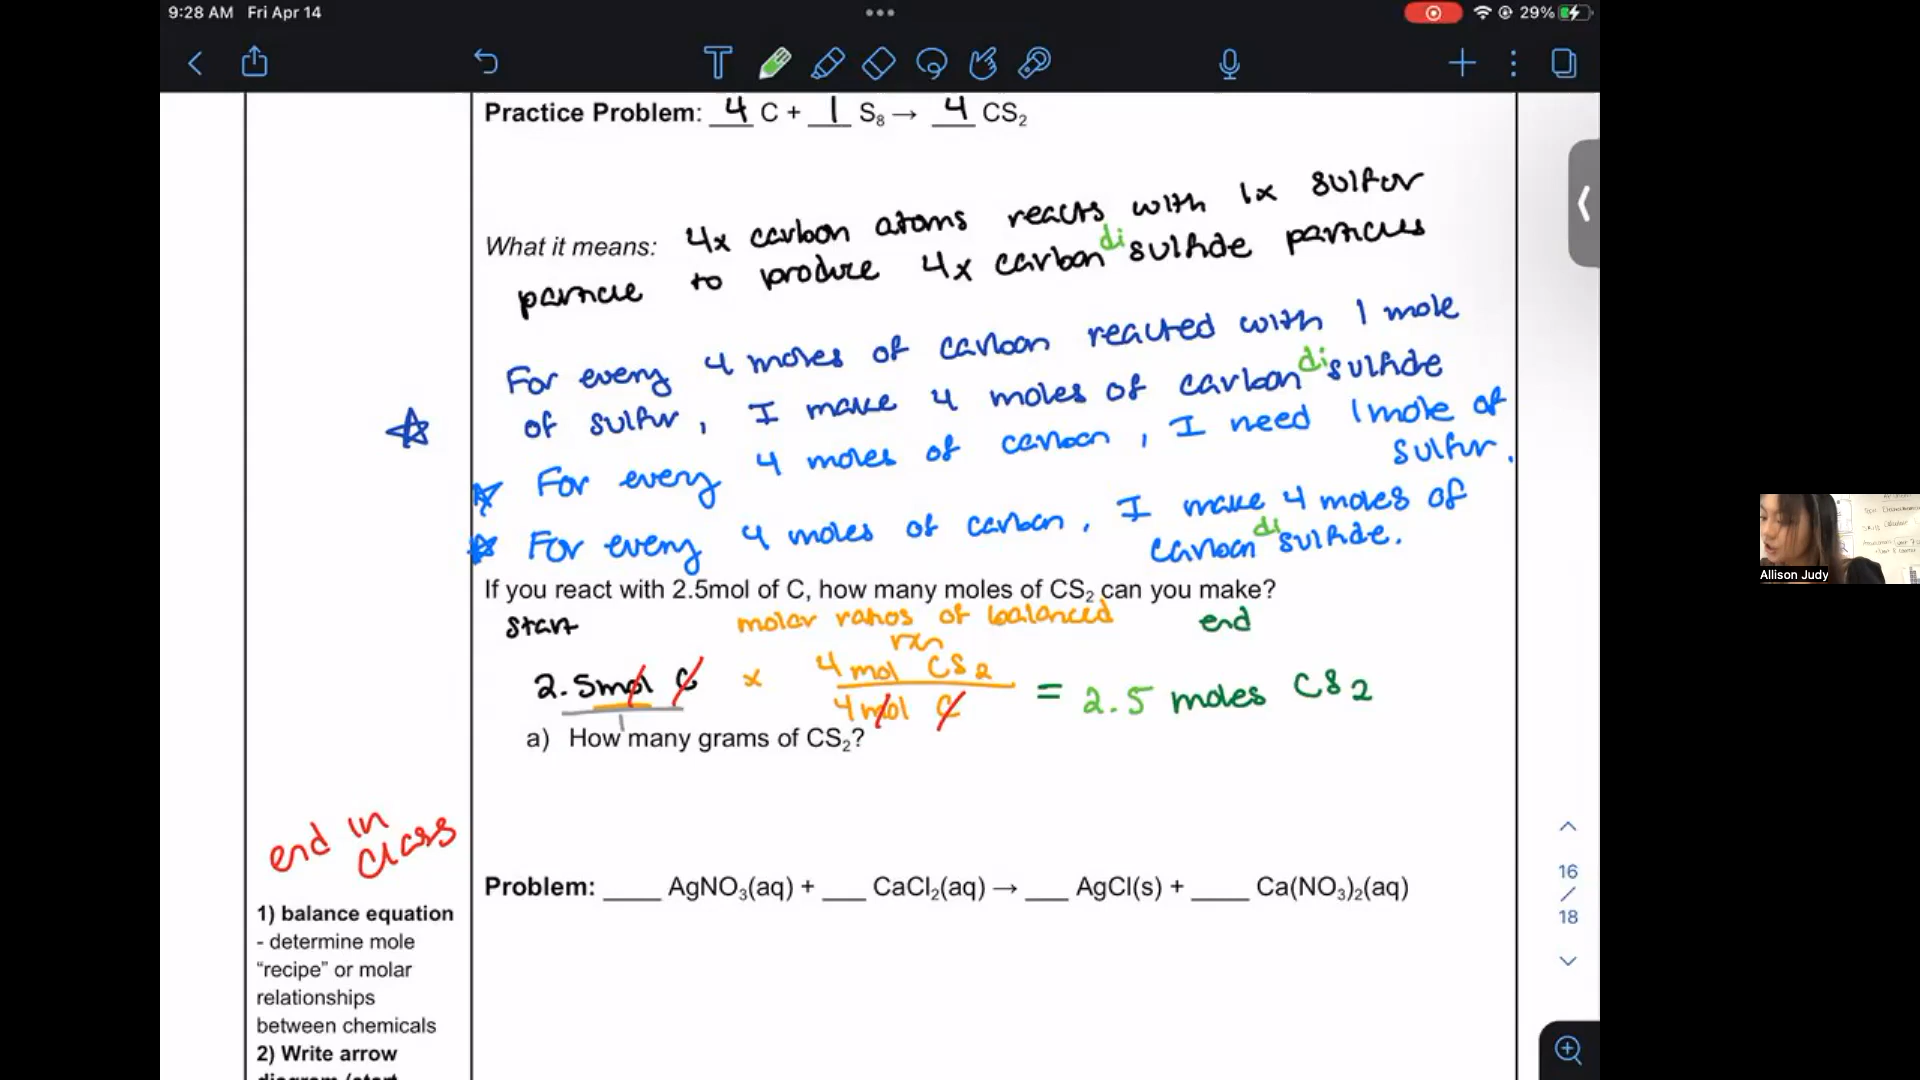 9:28 AM Fri Apr 14
29%
Practice Problem: 4 C + 1 S₈ → 4 CS₂
What it means: 4x carbon atoms reacts with 1x sulfur
particle to produce 4x carbon disulfide particles
For every 4 moles of carbon reacted with 1 mole
of sulfur, I make 4 moles of carbon disulfide
For every 4 moles of carbon, I need 1 mole of
sulfur.
For every 4 moles of carbon, I make 4 moles of
carbon disulfide.
If you react with 2.5mol of C, how many moles of CS₂ can you make?
start molar ratios of balanced rxn end
2.5 mol C x 4 mol CS₂ / 4 mol C = 2.5 moles CS₂
a) How many grams of CS₂?
end in
class
Problem: ____ AgNO₃(aq) + ___ CaCl₂(aq) → ___ AgCl(s) + ____ Ca(NO₃)₂(aq)
1) balance equation
- determine mole
“recipe” or molar
relationships
between chemicals
2) Write arrow
diagram (start
16
/
18
Allison Judy